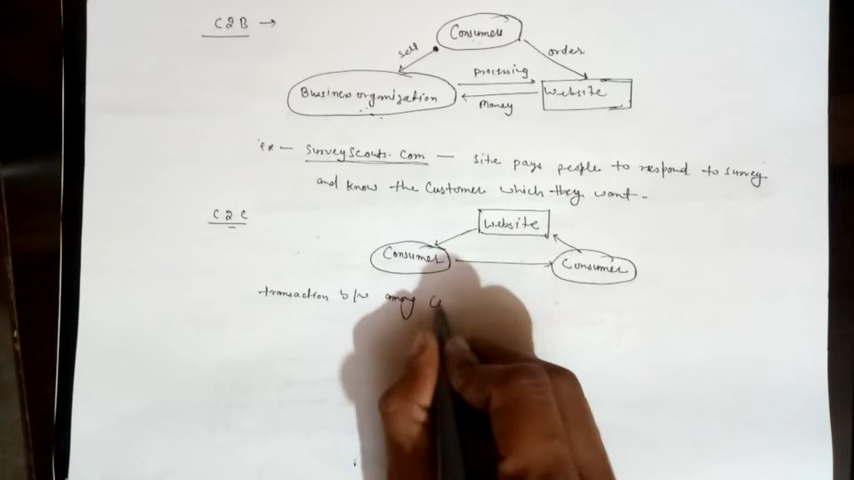 C2B →
Consumer
sell
order
Business organization
processing
money
Website
ex - surveyscouts.com - site pays people to respond to survey
and know the customer which they want.
C2C
Website
Consumer
Consumer
transaction b/w among